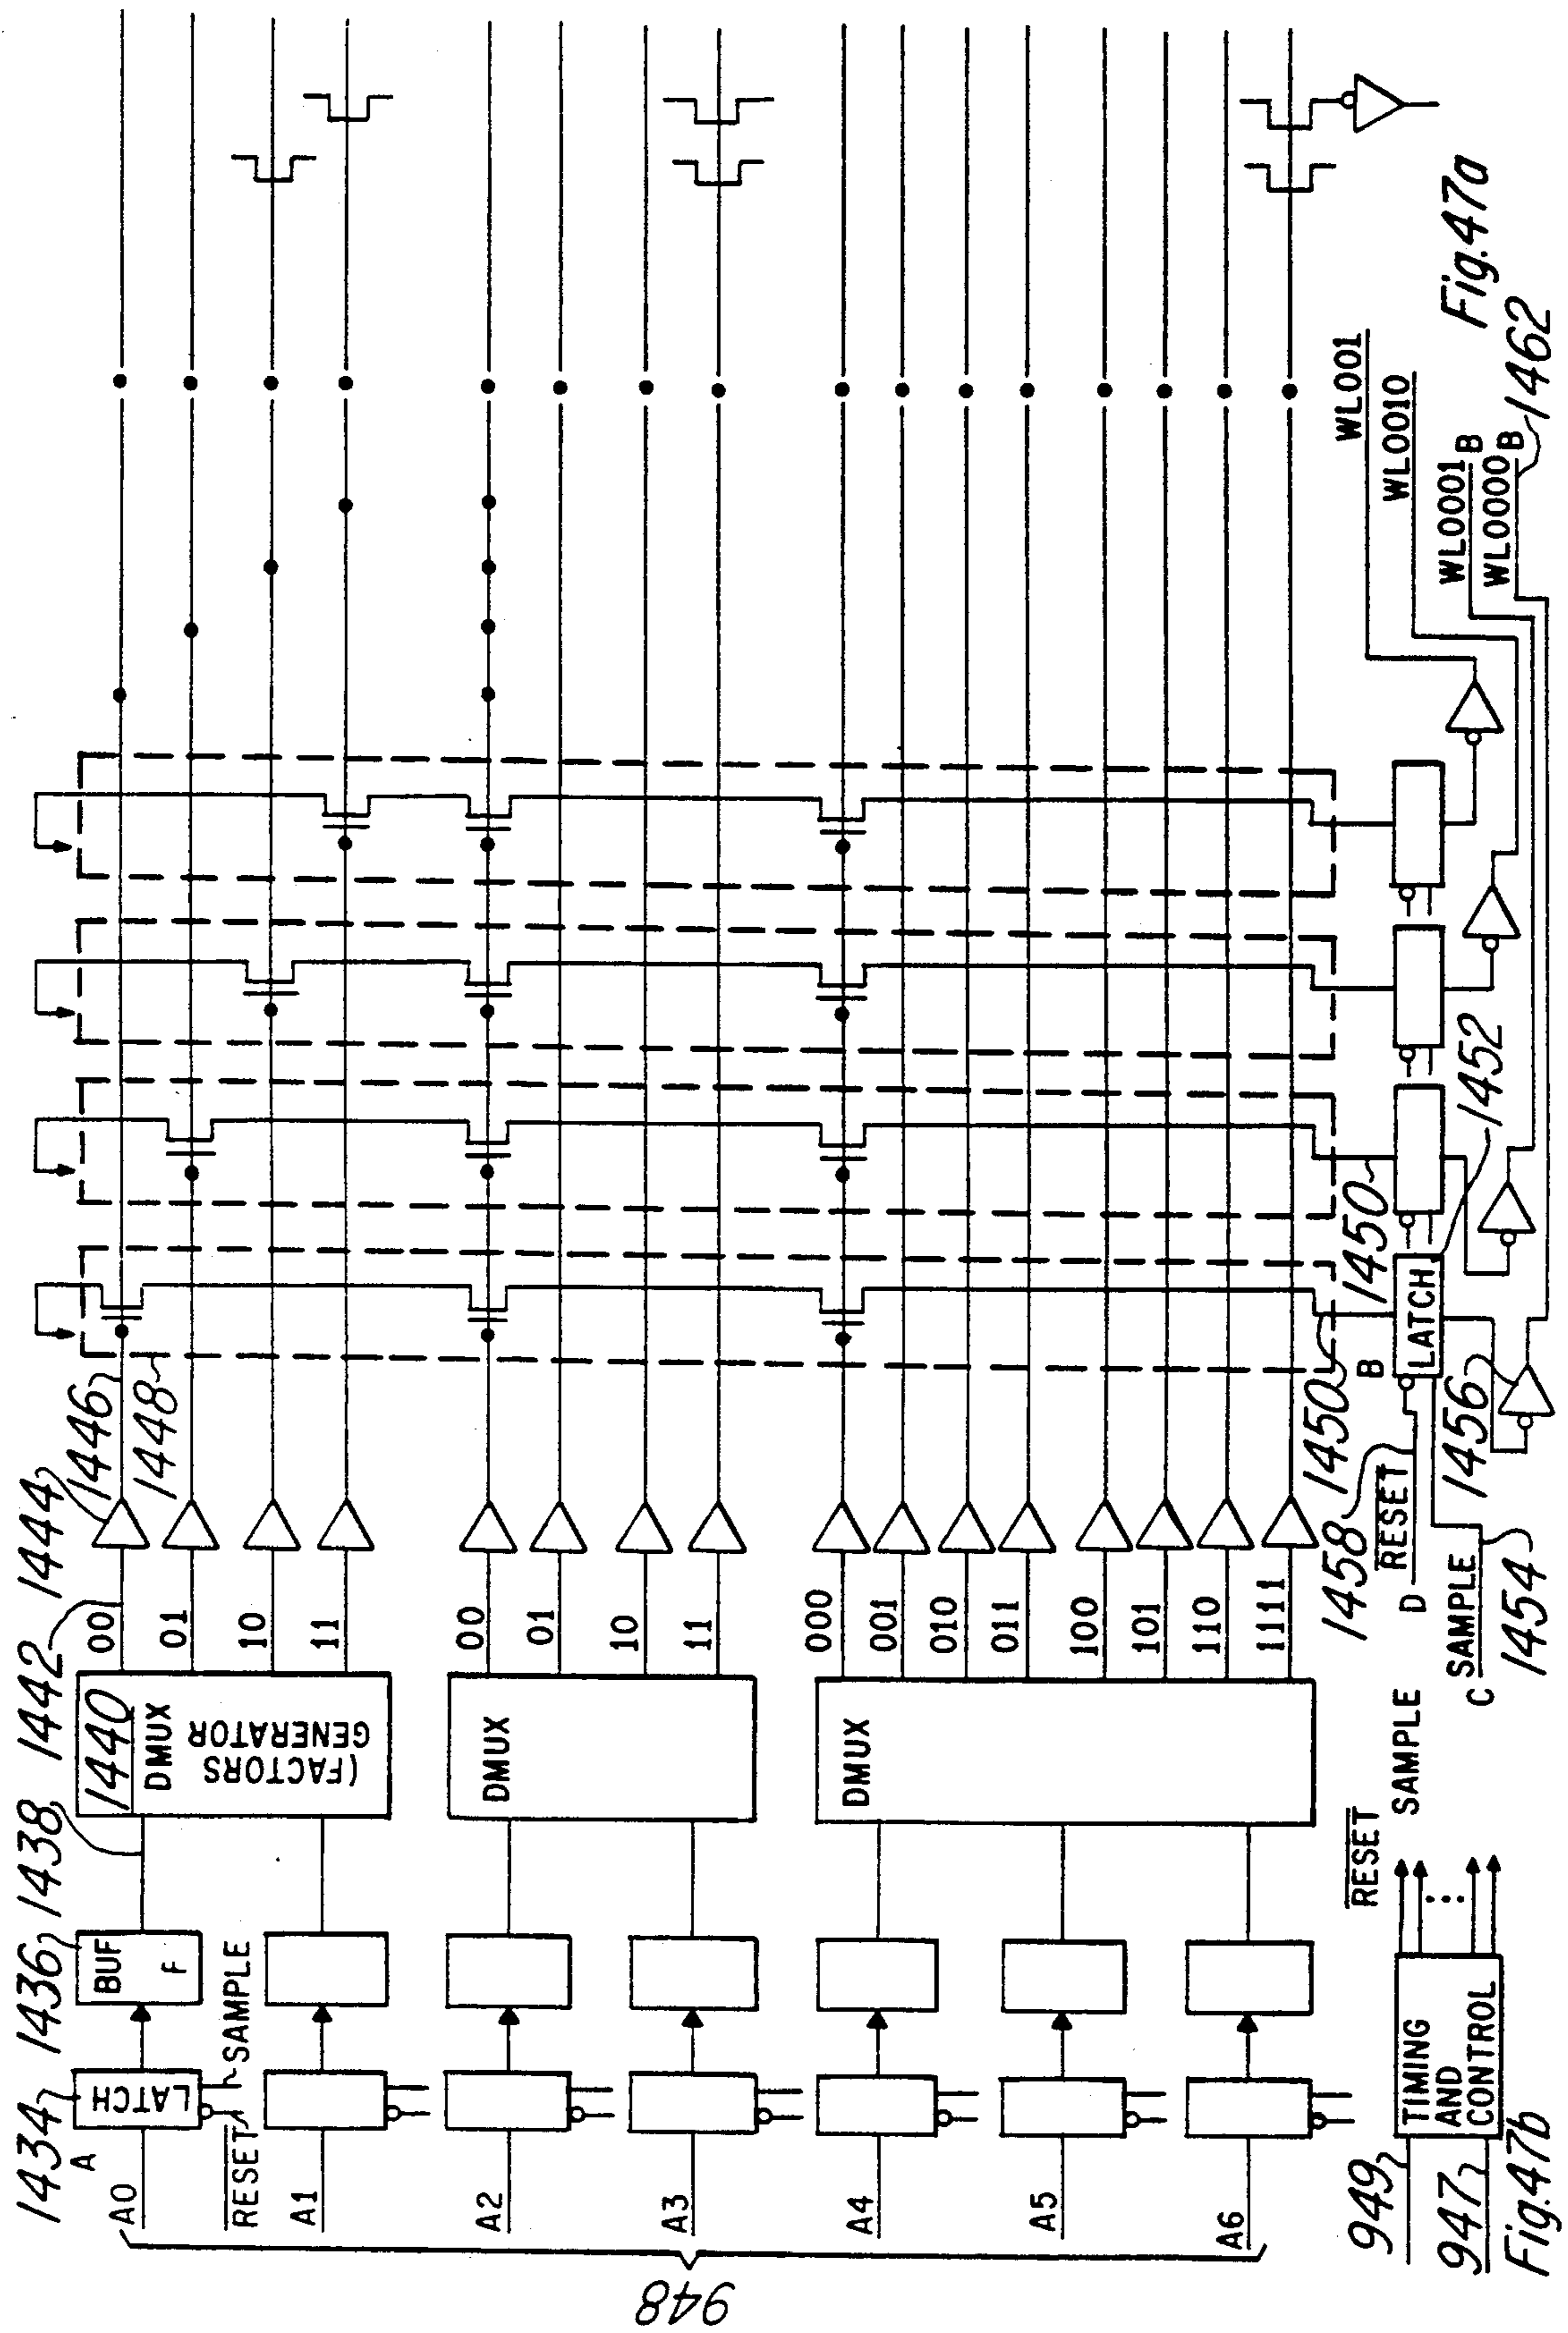 948
A0
A1
A2
A3
A4
A5
A6
1434
A
LATCH
RESET
SAMPLE
1436
BUF
F
1438
1440
DMUX
(FACTORS
GENERATOR
DMUX
DMUX
1442
00
01
10
11
00
01
10
11
000
001
010
011
100
101
110
1111
1444
1446
1448
1450
1450
B
LATCH
1452
1458
RESET
D
C SAMPLE
1454
1456
WL001
WL0010
WL0001B
WL0000B
1462
Fig.47a
949
947
TIMING
AND
CONTROL
RESET
SAMPLE
Fig.47b